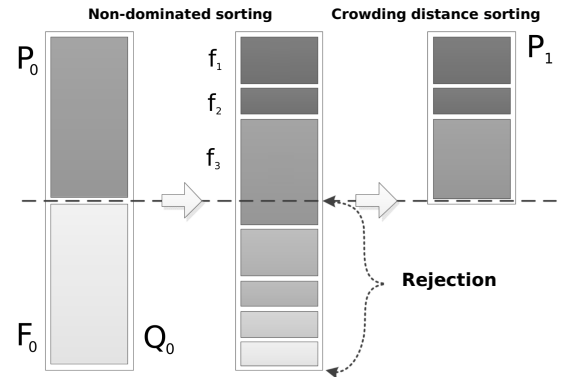 Non-dominated sorting
Crowding distance sorting
P0
f1
P1
f2
f3
Rejection
F0
Q0